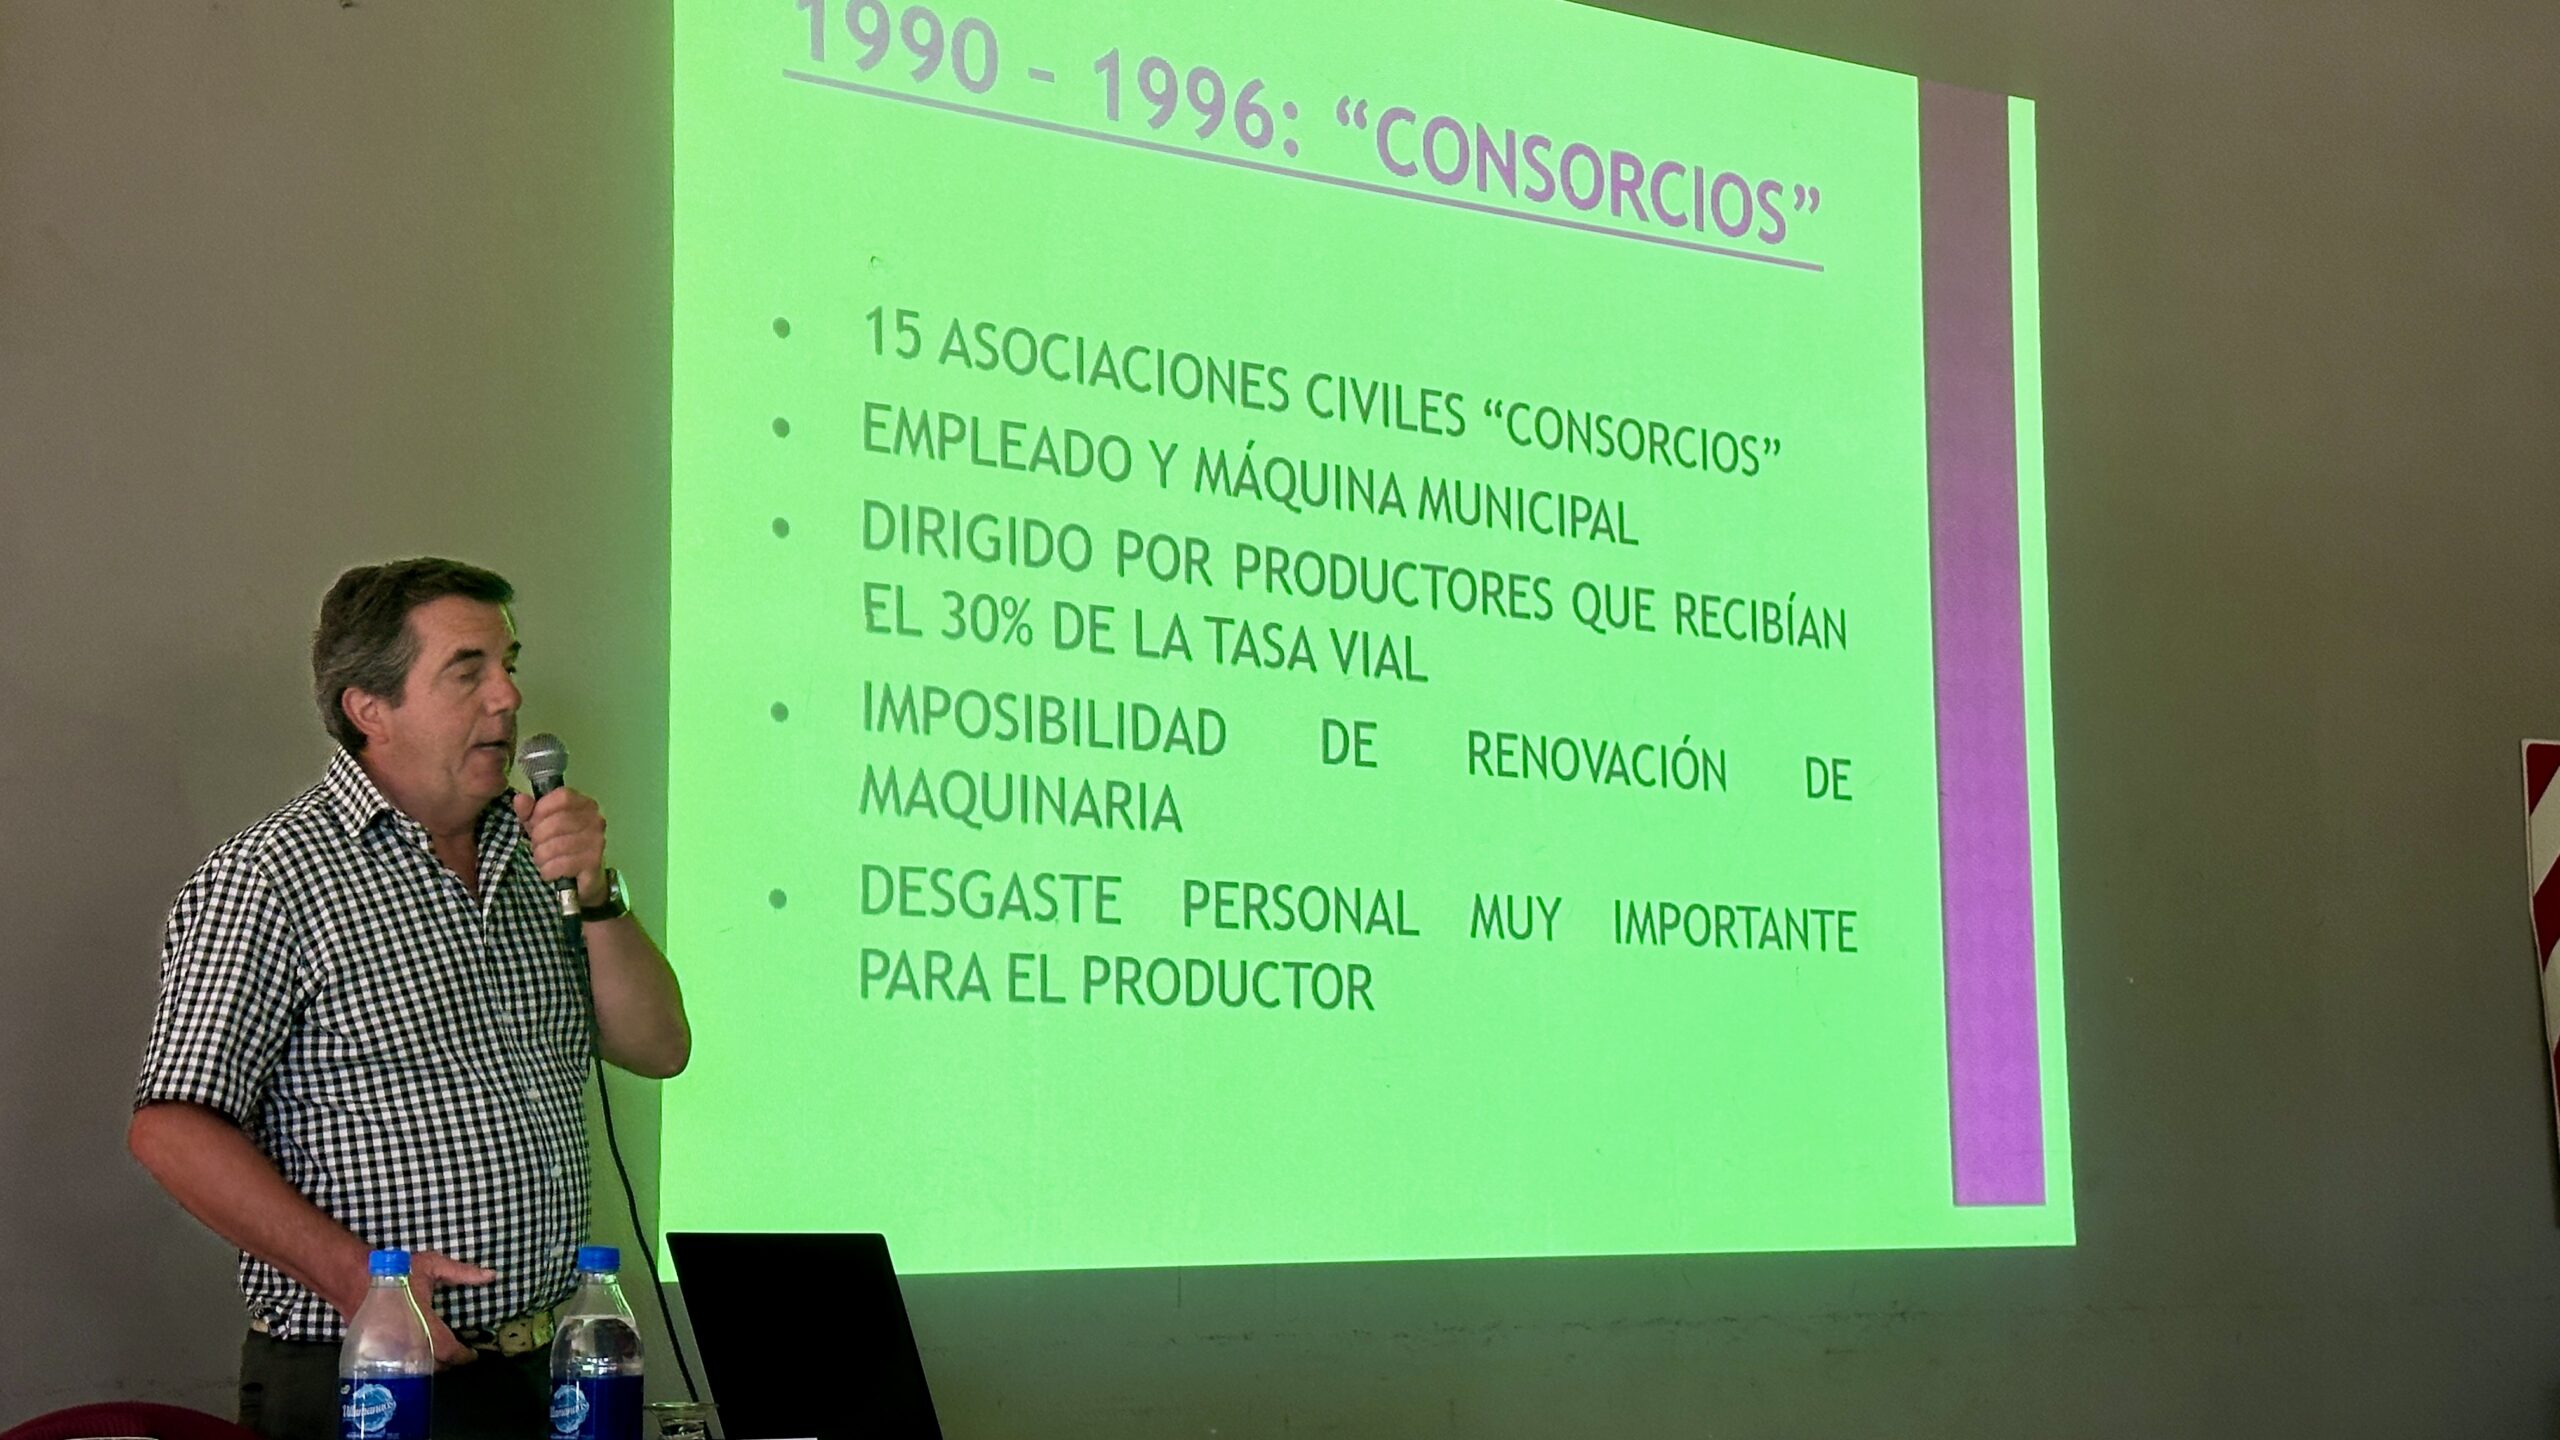 1990 - 1996: “CONSORCIOS”
• 15 ASOCIACIONES CIVILES “CONSORCIOS”
• EMPLEADO Y MÁQUINA MUNICIPAL
• DIRIGIDO POR PRODUCTORES QUE RECIBÍAN
EL 30% DE LA TASA VIAL
• IMPOSIBILIDAD DE RENOVACIÓN DE
MAQUINARIA
• DESGASTE PERSONAL MUY IMPORTANTE
PARA EL PRODUCTOR